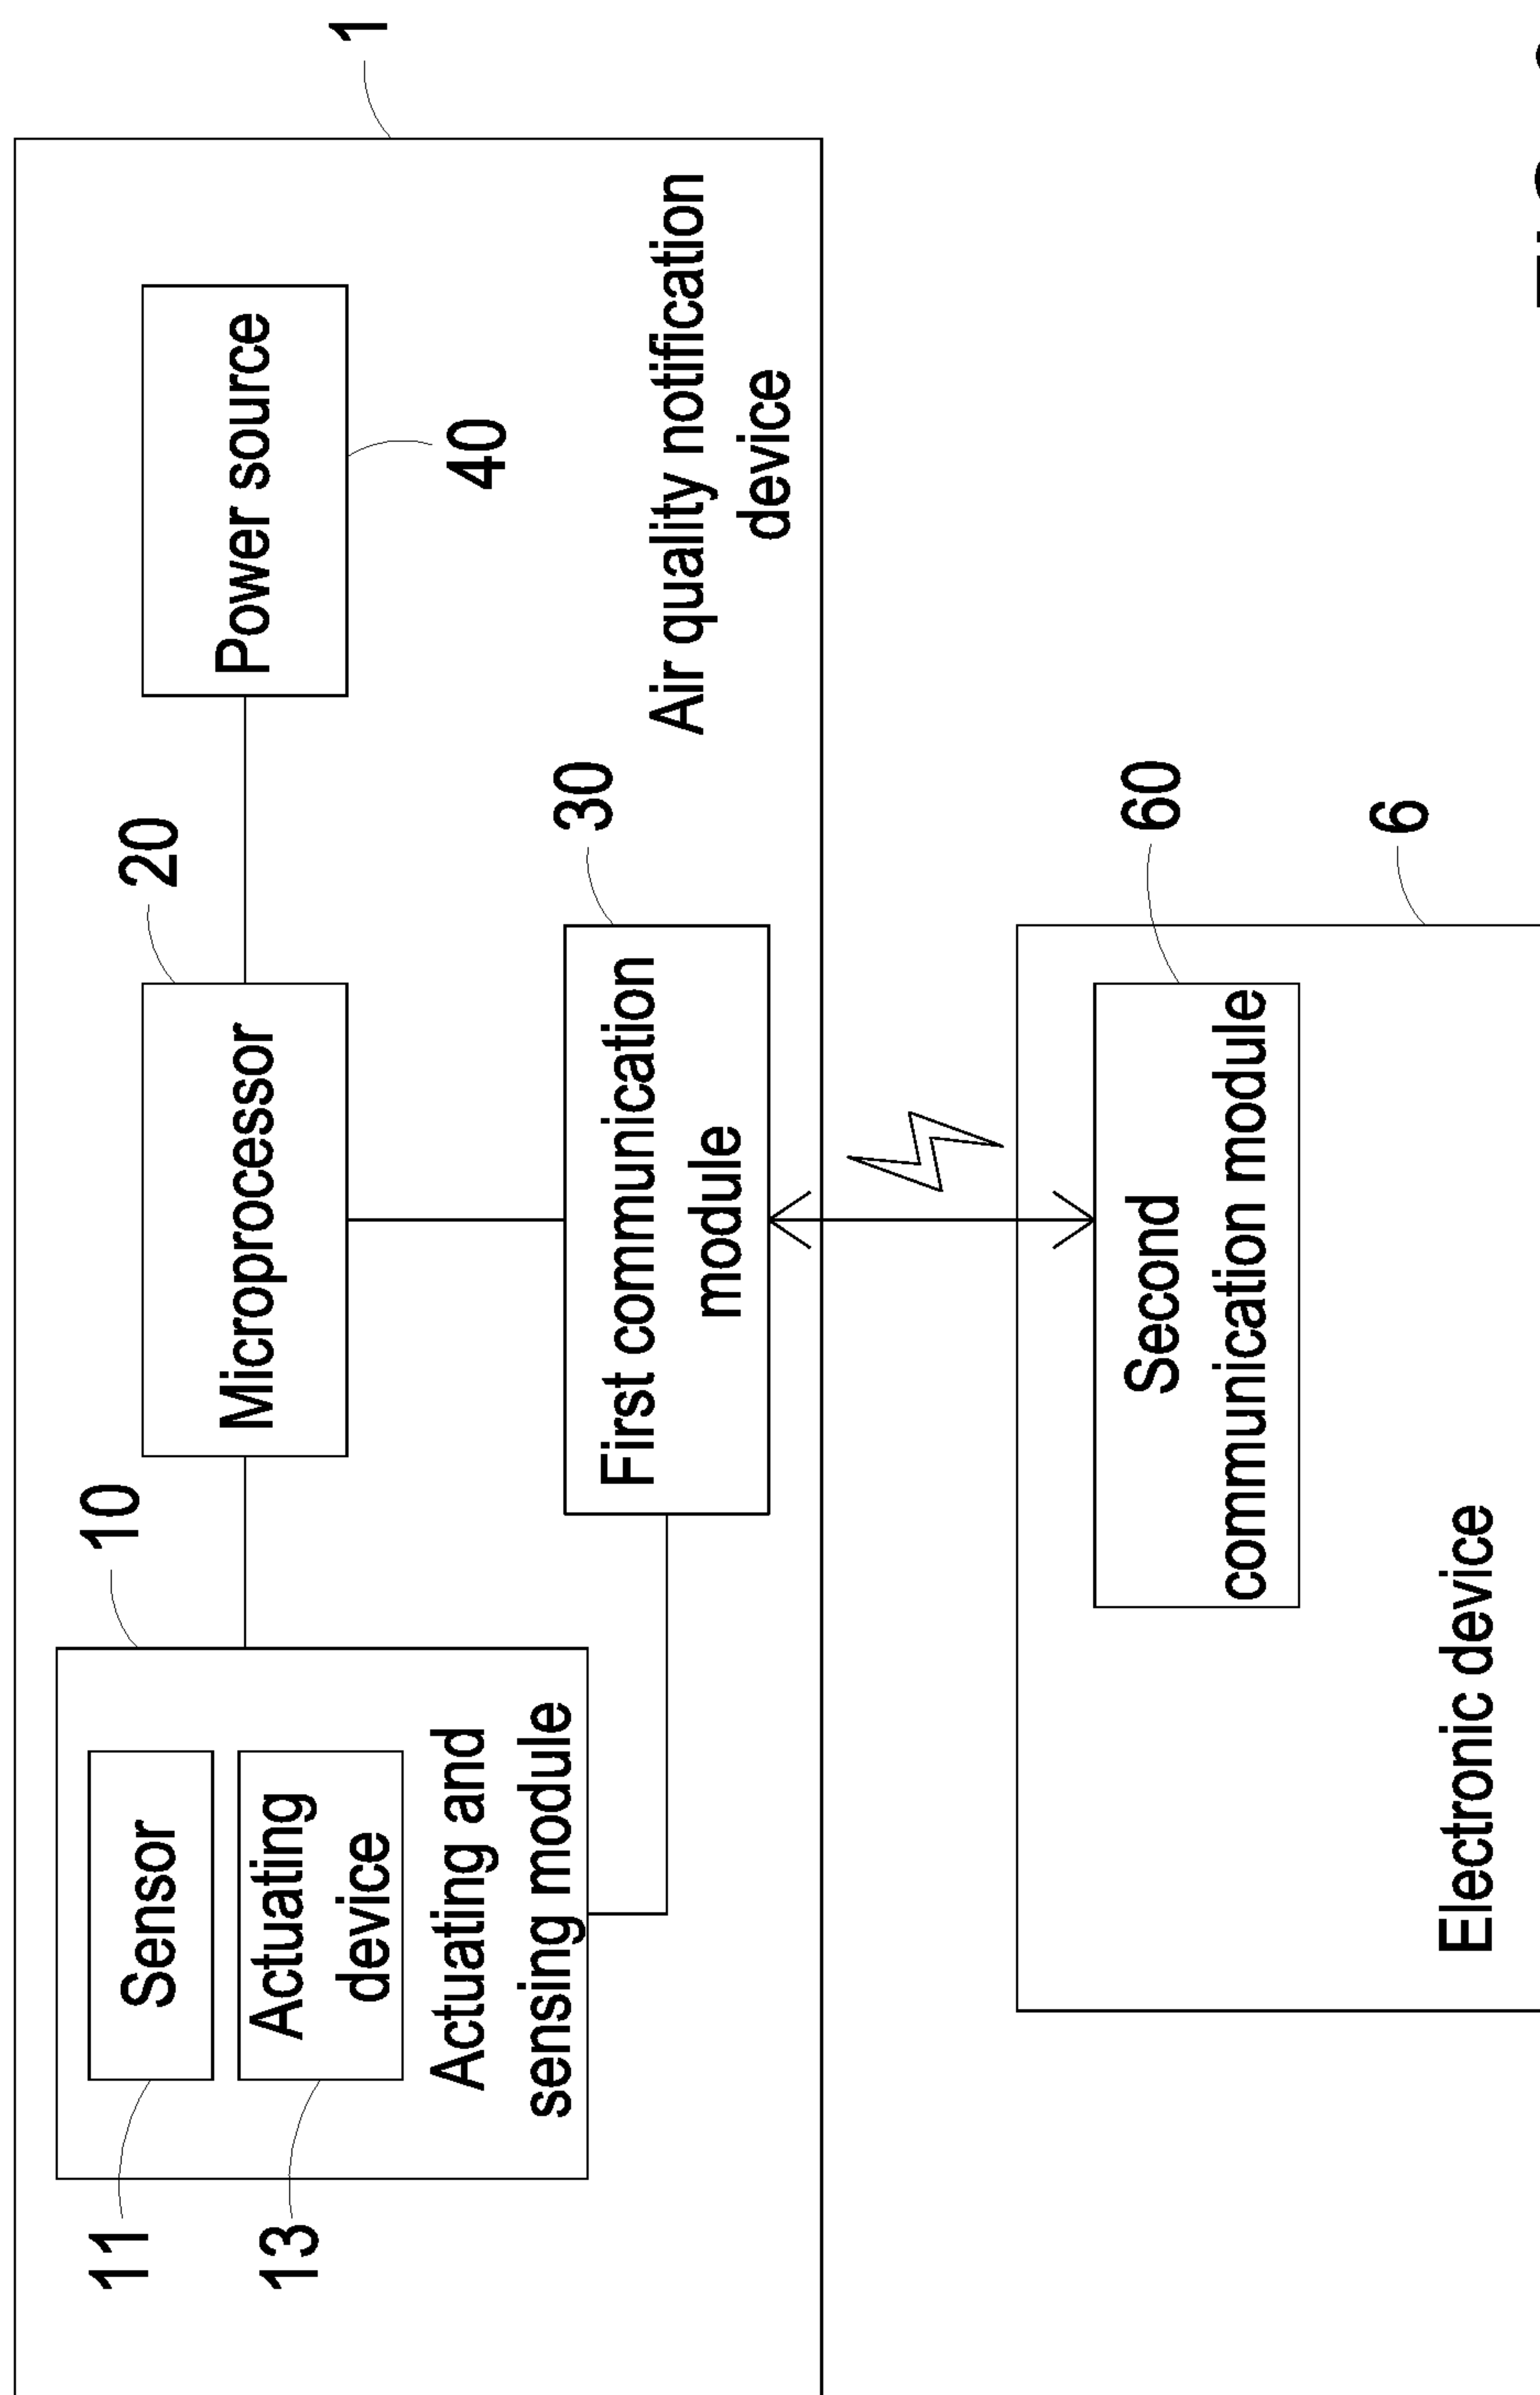 1
Power source
40
Air quality notification
device
20
Microprocessor
30
First communication
module
10
Sensor
Actuating
device
Actuating and
sensing module
11
13
60
Second
communication module
6
Electronic device